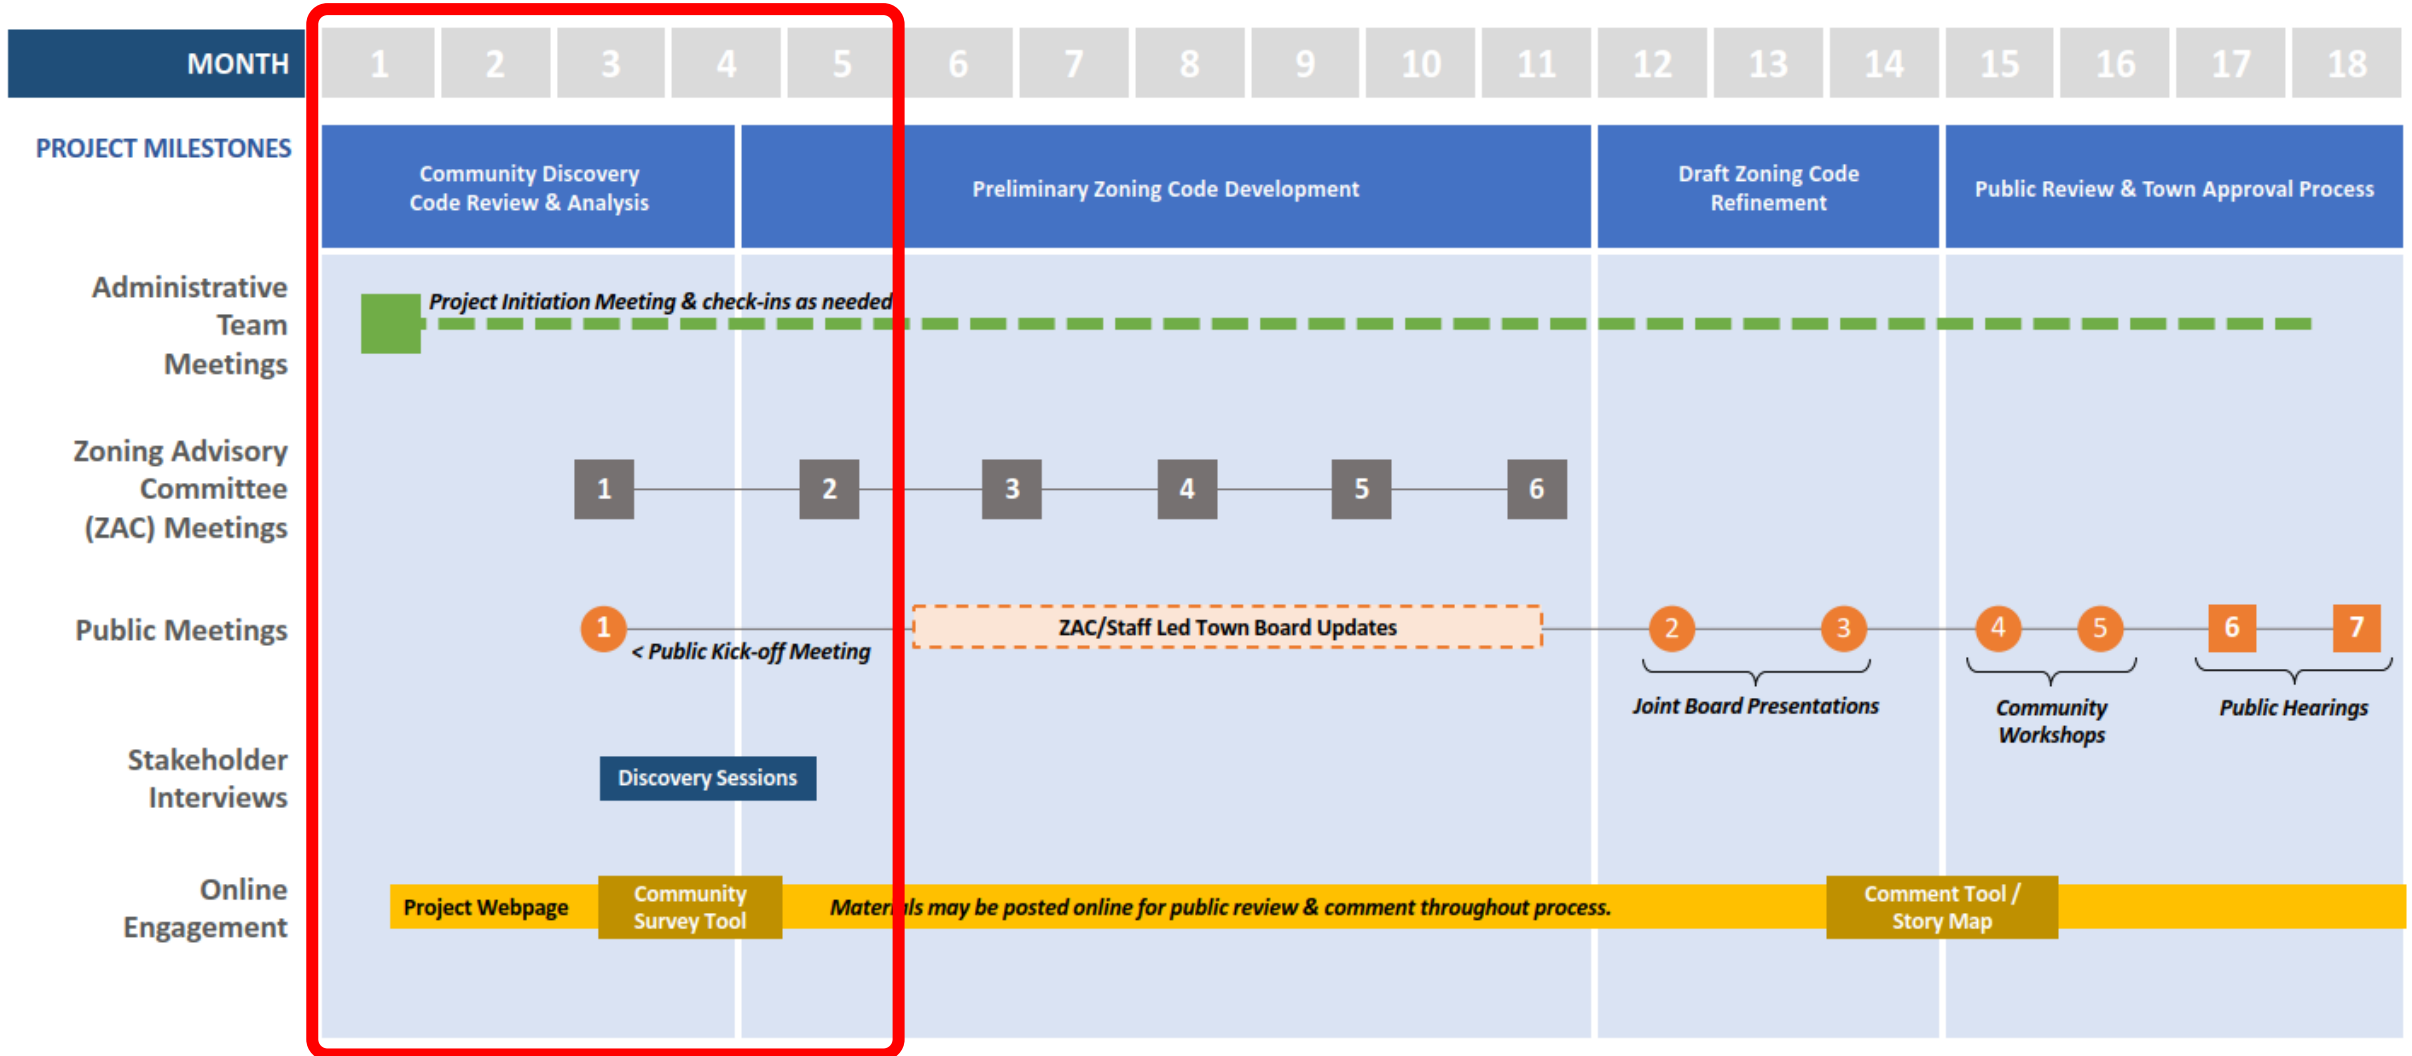 MONTH
1 2 3 4 5 6 7 8 9 10 11 12 13 14 15 16 17 18
PROJECT MILESTONES
Community Discovery
Code Review & Analysis
Preliminary Zoning Code Development
Draft Zoning Code
Refinement
Public Review & Town Approval Process
Administrative
Team
Meetings
Project Initiation Meeting & check-ins as needed
Zoning Advisory
Committee
(ZAC) Meetings
1 2 3 4 5 6
Public Meetings
1
< Public Kick-off Meeting
ZAC/Staff Led Town Board Updates
2 3 4 5 6 7
Joint Board Presentations
Community
Workshops
Public Hearings
Stakeholder
Interviews
Discovery Sessions
Online
Engagement
Project Webpage
Community
Survey Tool
Materials may be posted online for public review & comment throughout process.
Comment Tool /
Story Map